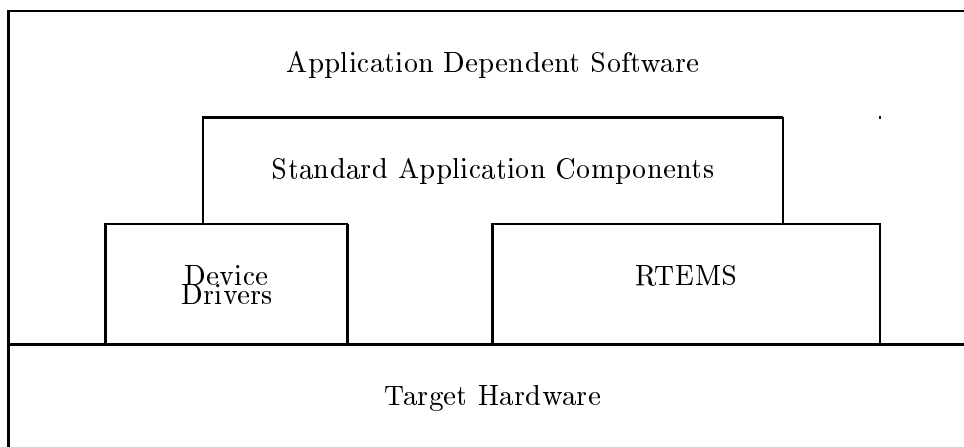 Application Dependent Software
Standard Application Components
Device
Drivers
RTEMS
Target Hardware